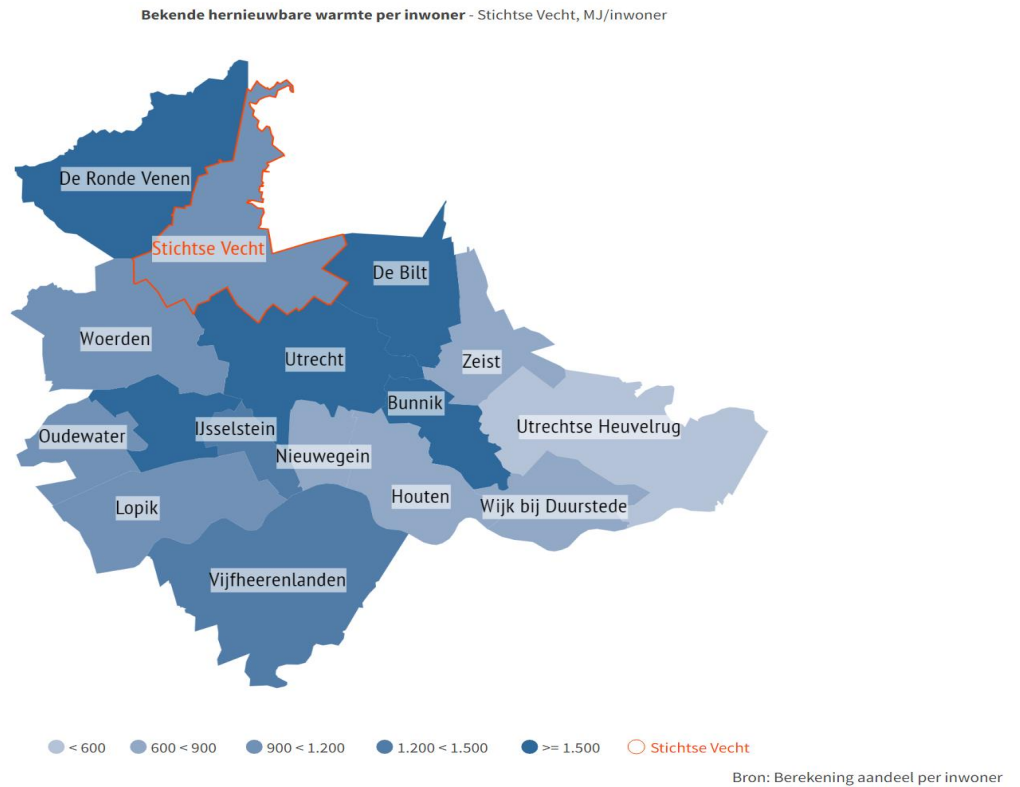 Bekende hernieuwbare warmte per inwoner - Stichtse Vecht, MJ/inwoner
De Ronde Venen
Stichtse Vecht
De Bilt
Woerden
Utrecht
Zeist
Bunnik
Oudewater
IJsselstein
Utrechtse Heuvelrug
Nieuwegein
Houten
Lopik
Wijk bij Duurstede
Vijfheerenlanden
< 600
600 < 900
900 < 1.200
1.200 < 1.500
>= 1.500
Stichtse Vecht
Bron: Berekening aandeel per inwoner